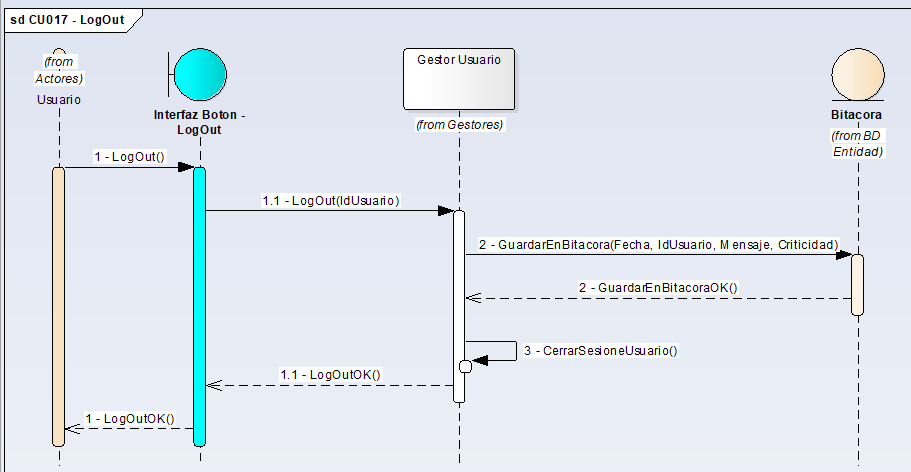 sd CU017 - LogOut
(from
Actores)
Usuario
Interfaz Boton -
LogOut
Gestor Usuario
(from Gestores)
Bitacora
(from BD
Entidad)
1 - LogOut()
1.1 - LogOut(IdUsuario)
2 - GuardarEnBitacora(Fecha, IdUsuario, Mensaje, Criticidad)
2 - GuardarEnBitacoraOK()
3 - CerrarSesioneUsuario()
1.1 - LogOutOK()
1 - LogOutOK()